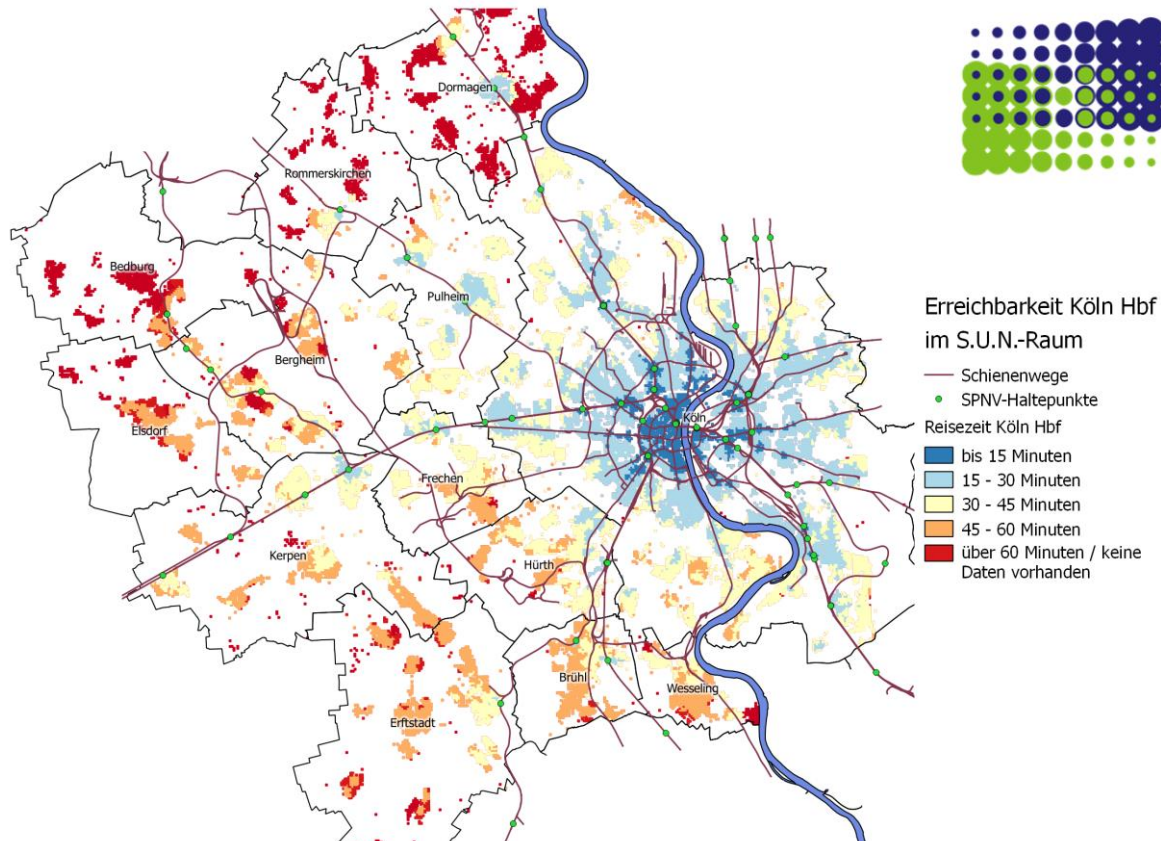 Dormagen
Rommerskirchen
Bedburg
Pulheim
Bergheim
Elsdorf
Köln
Frechen
Kerpen
Hürth
Brühl
Wesseling
Erftstadt
Erreichbarkeit Köln Hbf
im S.U.N.-Raum
Schienenwege
SPNV-Haltepunkte
Reisezeit Köln Hbf
bis 15 Minuten
15 - 30 Minuten
30 - 45 Minuten
45 - 60 Minuten
über 60 Minuten / keine
Daten vorhanden